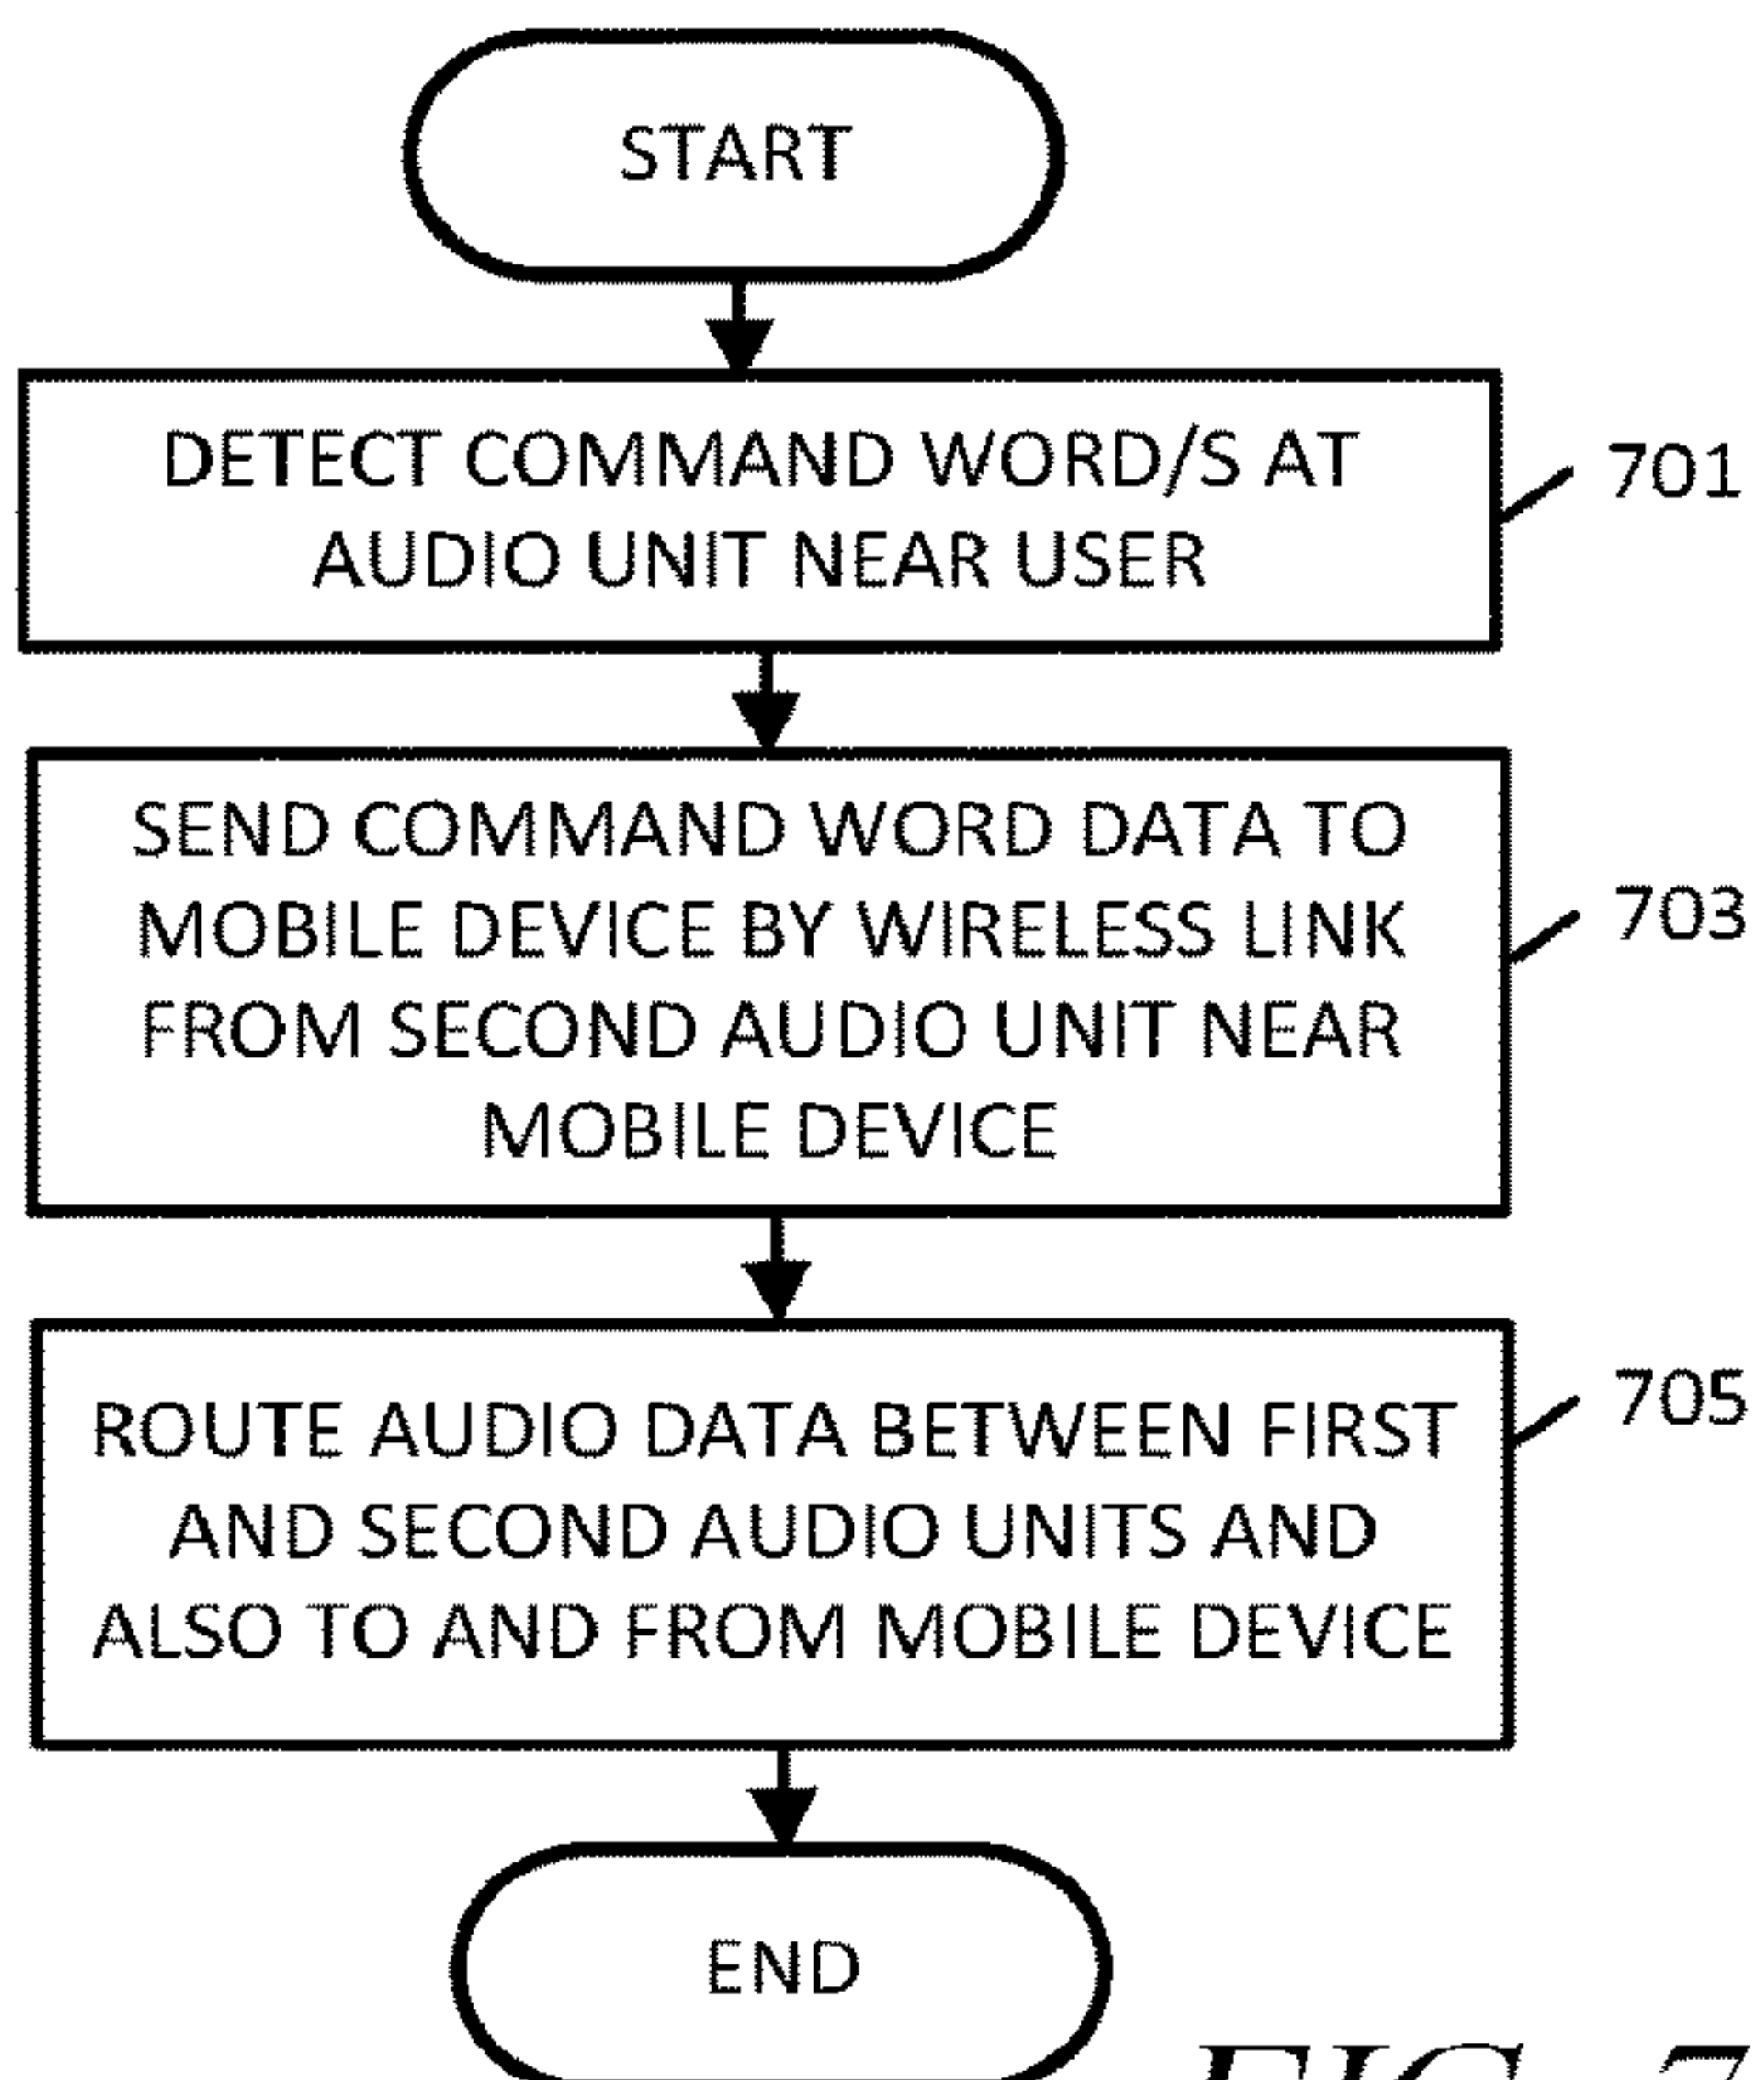 START
DETECT COMMAND WORD/S AT
AUDIO UNIT NEAR USER
701
SEND COMMAND WORD DATA TO
MOBILE DEVICE BY WIRELESS LINK
FROM SECOND AUDIO UNIT NEAR
MOBILE DEVICE
703
ROUTE AUDIO DATA BETWEEN FIRST
AND SECOND AUDIO UNITS AND
ALSO TO AND FROM MOBILE DEVICE
705
END
FIG. 7